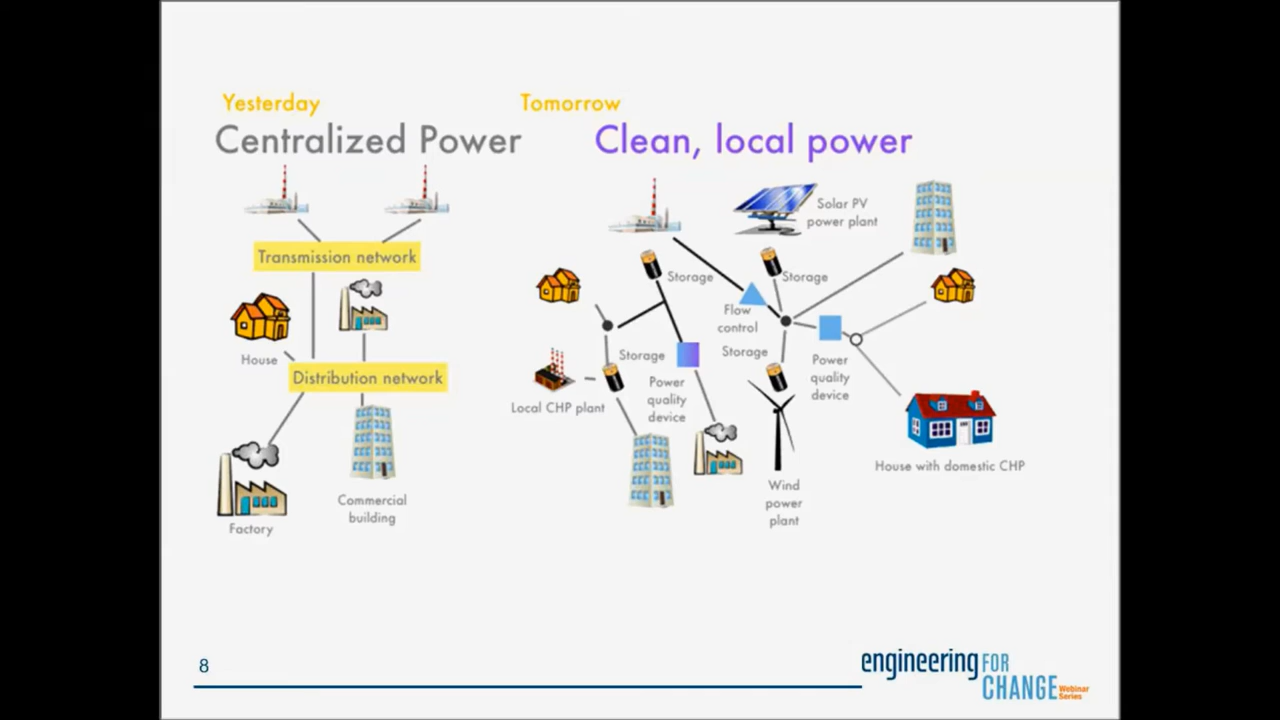 Yesterday
Centralized Power
Transmission network
House
Distribution network
Commercial
building
Factory
Tomorrow
Clean, local power
Solar PV
power plant
Storage
Storage
Flow
control
Storage
Storage
Power
quality
device
Power
quality
device
Local CHP plant
House with domestic CHP
Wind
power
plant
8
engineering FOR
CHANGE Webinar
Series